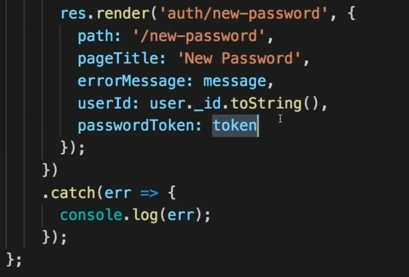 res.render('auth/new-password', {
path: '/new-password',
pageTitle: 'New Password',
errorMessage: message,
userId: user._id.toString(),
passwordToken: token
});
})
.catch(err => {
console.log(err);
});
};